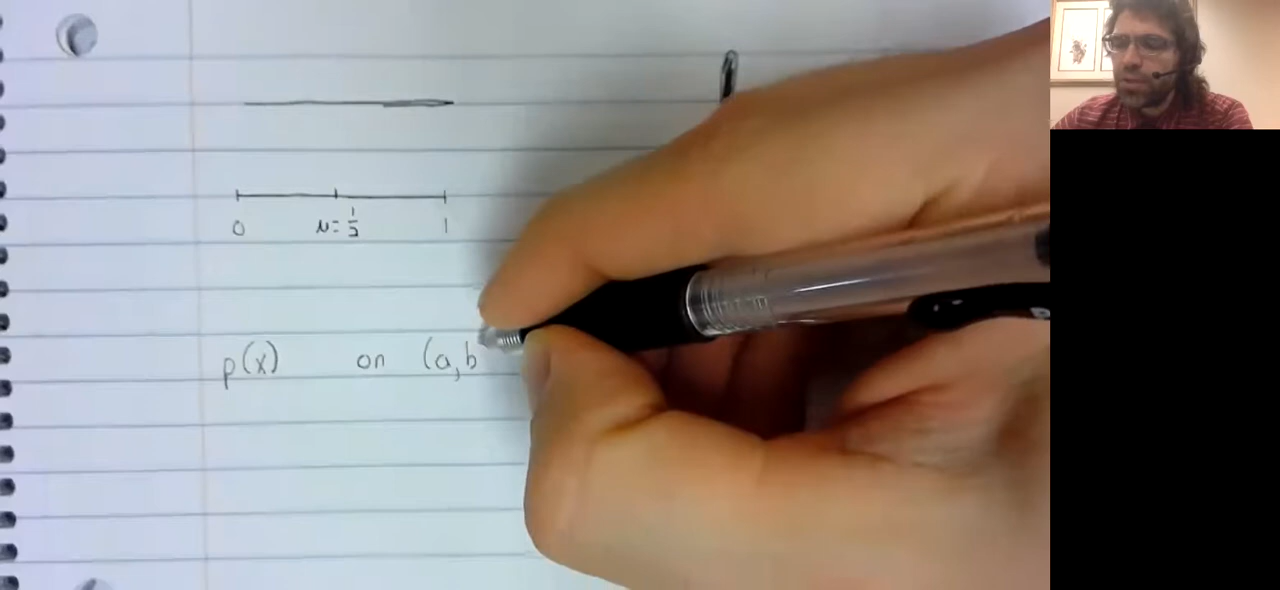 0 μ=1/2 1
p(x) on (a,b